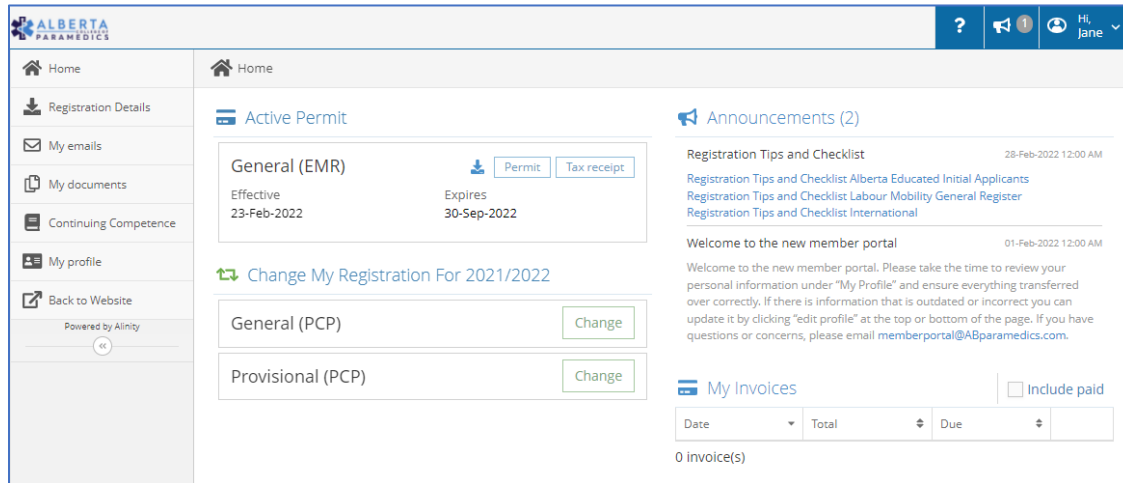 ALBERTA
COLLEGE OF
PARAMEDICS
?
1
Hi,
Jane
Home
Registration Details
My emails
My documents
Continuing Competence
My profile
Back to Website
Powered by Alinity
Home
Active Permit
General (EMR)
Permit
Tax receipt
Effective
Expires
23-Feb-2022
30-Sep-2022
Change My Registration For 2021/2022
General (PCP)
Change
Provisional (PCP)
Change
Announcements (2)
Registration Tips and Checklist
28-Feb-2022 12:00 AM
Registration Tips and Checklist Alberta Educated Initial Applicants
Registration Tips and Checklist Labour Mobility General Register
Registration Tips and Checklist International
Welcome to the new member portal
01-Feb-2022 12:00 AM
Welcome to the new member portal. Please take the time to review your
personal information under "My Profile" and ensure everything transferred
over correctly. If there is information that is outdated or incorrect you can
update it by clicking "edit profile" at the top or bottom of the page. If you have
questions or concerns, please email memberportal@ABparamedics.com.
My Invoices
Include paid
Date
Total
Due
0 invoice(s)